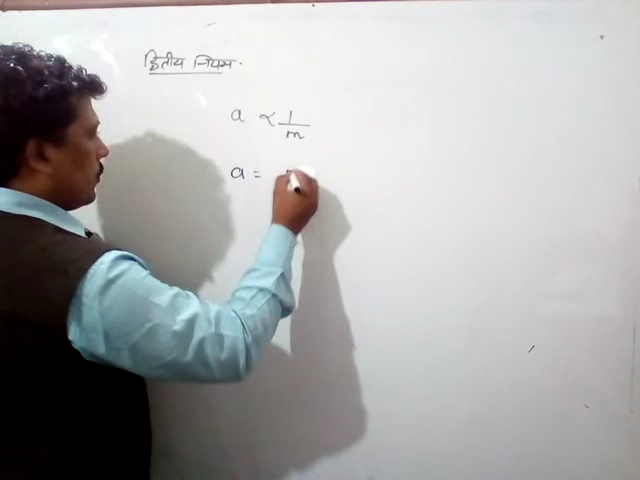 द्वितीय नियम.
a ∝ 1/m
a =